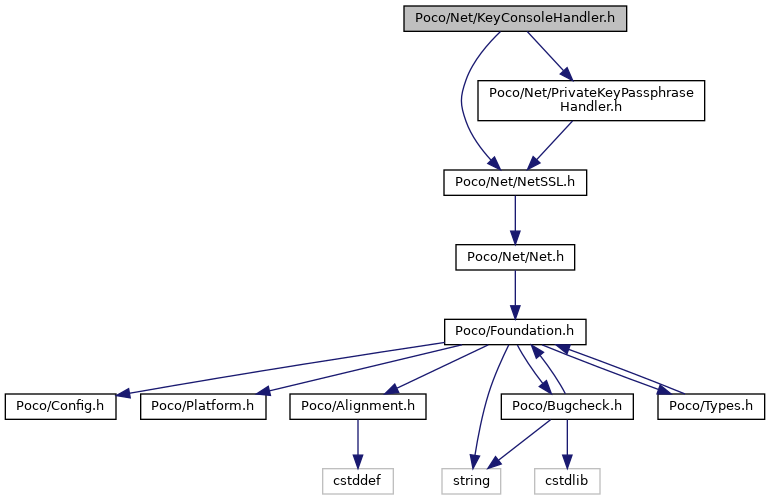 Poco/Net/KeyConsoleHandler.h
Poco/Net/PrivateKeyPassphrase
Handler.h
Poco/Net/NetSSL.h
Poco/Net/Net.h
Poco/Foundation.h
Poco/Config.h
Poco/Platform.h
Poco/Alignment.h
Poco/Bugcheck.h
Poco/Types.h
cstddef
string
cstdlib